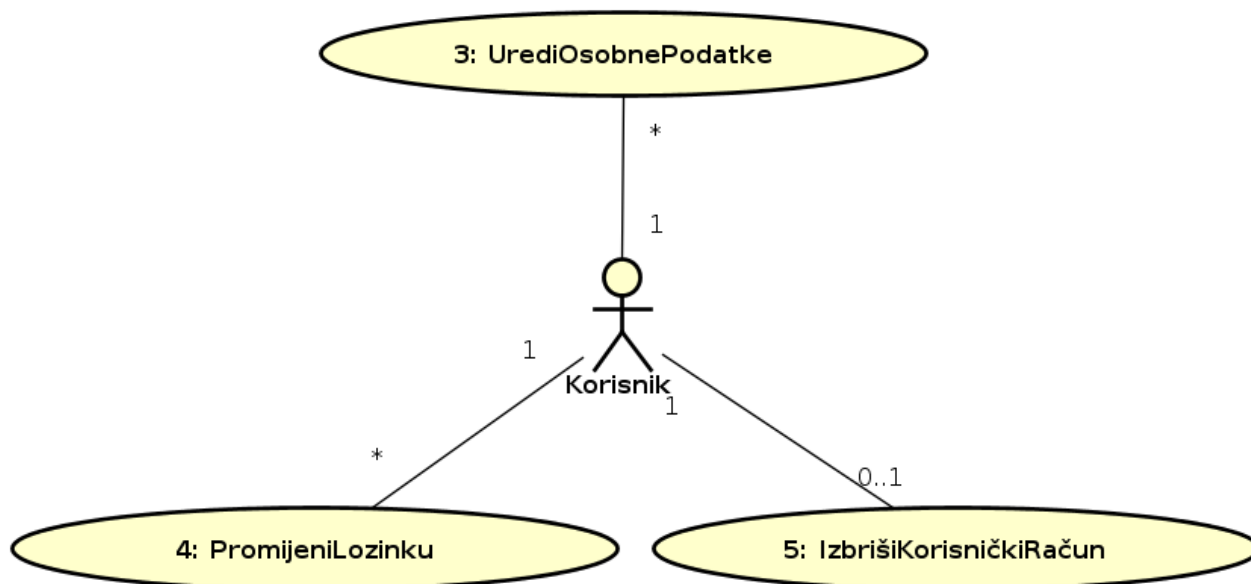 3: UrediOsobnePodatke
*
1
1
Korisnik
1
*
0..1
4: PromijeniLozinku
5: IzbrišiKorisničkiRačun